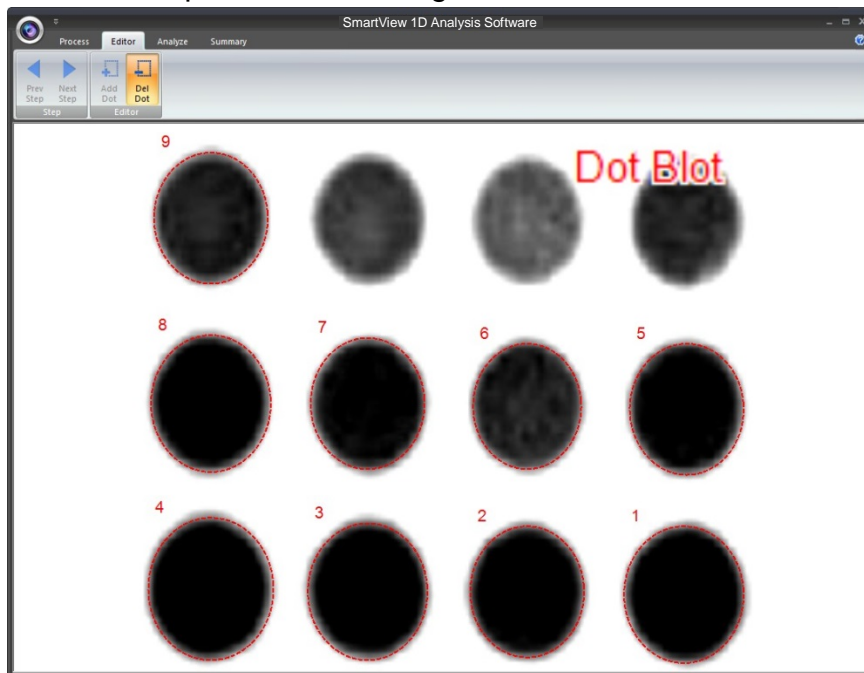 SmartView 1D Analysis Software
Process Editor Analyze Summary
Prev Step
Next Step
Add Dot
Del Dot
Step
Editor
9
Dot Blot
8 7 6 5
4 3 2 1